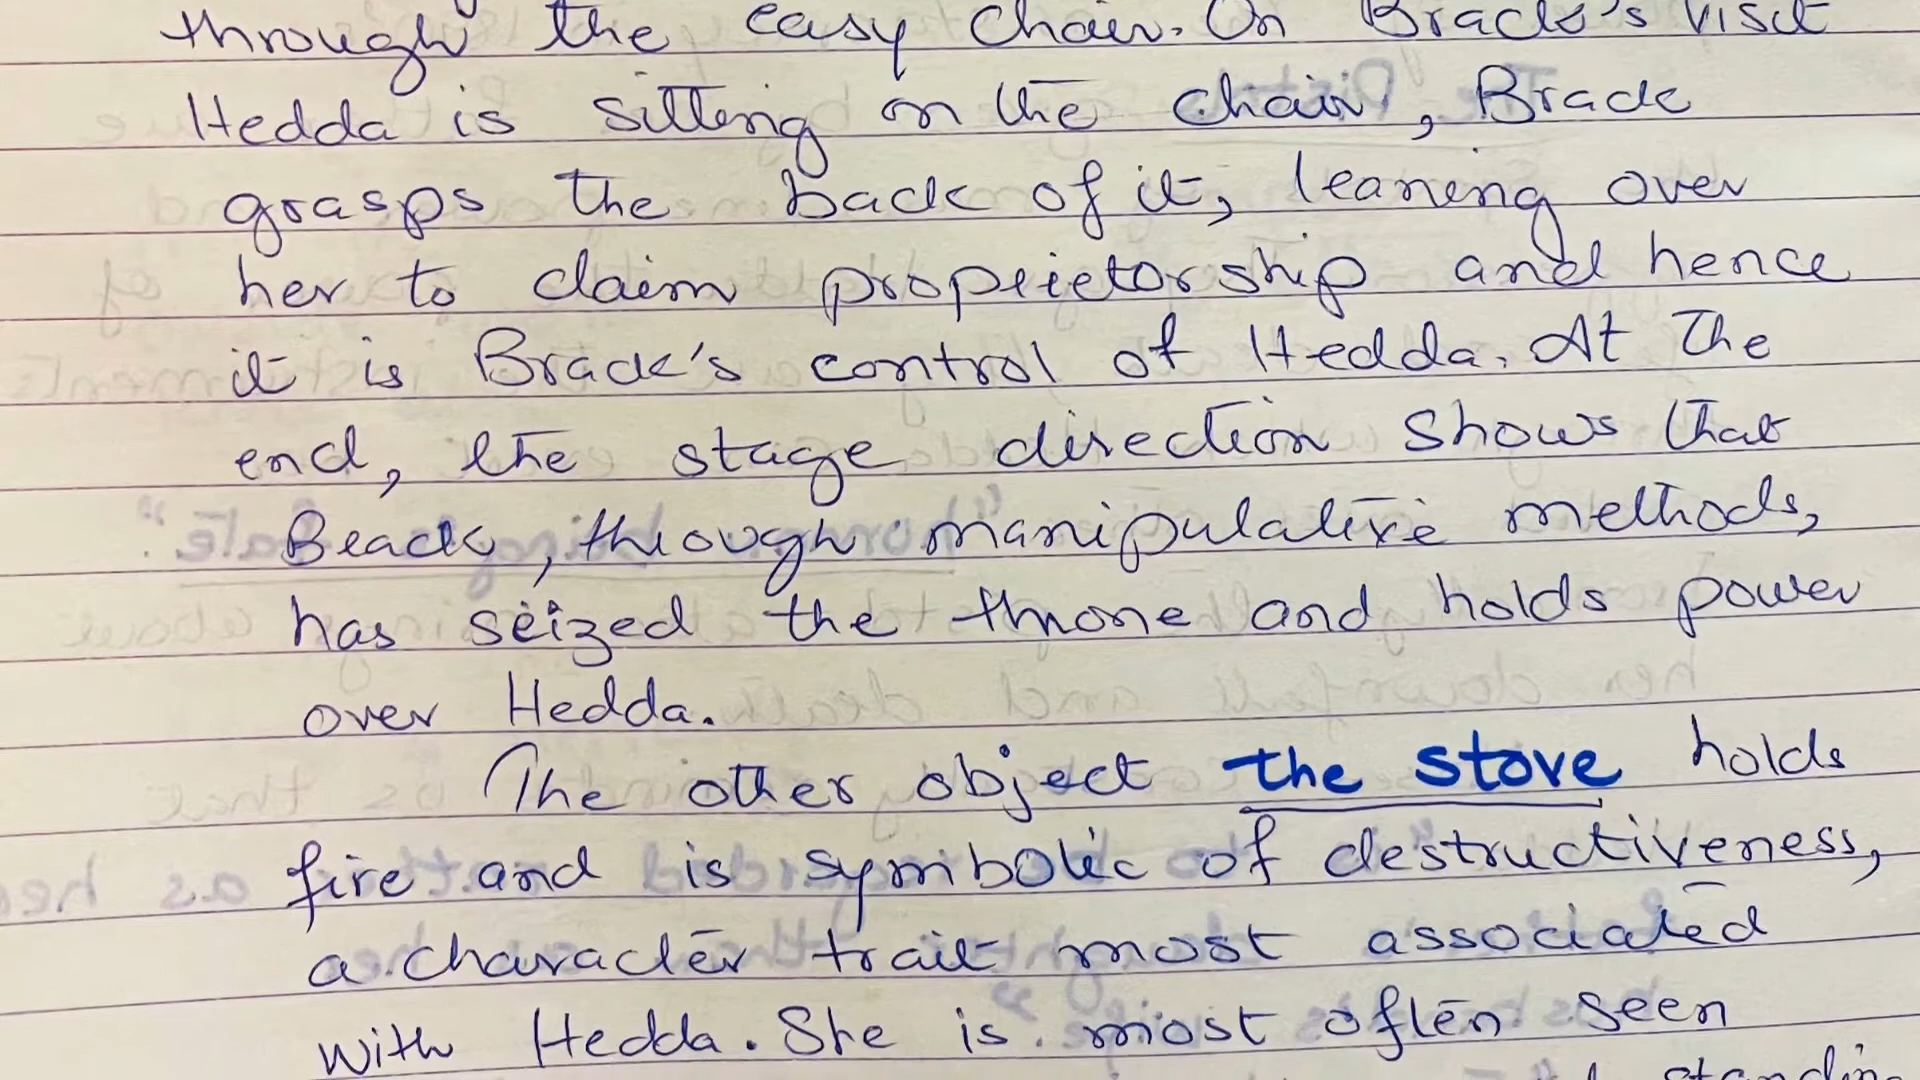 through the easy chair. On Brack's visit
Hedda is sitting on the chair, Brack
grasps the back of it, leaning over
her to claim proprietorship and hence
it is Brack's control of Hedda. At the
end, the stage direction shows that
Brack, through manipulative methods,
has seized the throne and holds power
over Hedda.
The other object the stove holds
fire and is symbolic of destructiveness,
a character trait most associated
with Hedda. She is most often seen